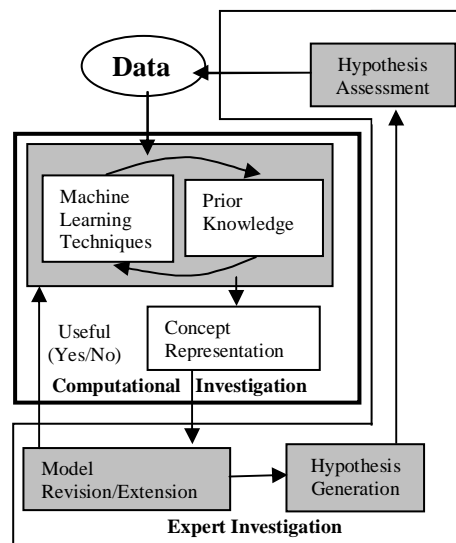 Data
Hypothesis
Assessment
Machine
Learning
Techniques
Prior
Knowledge
Useful
(Yes/No)
Concept
Representation
Computational Investigation
Model
Revision/Extension
Hypothesis
Generation
Expert Investigation